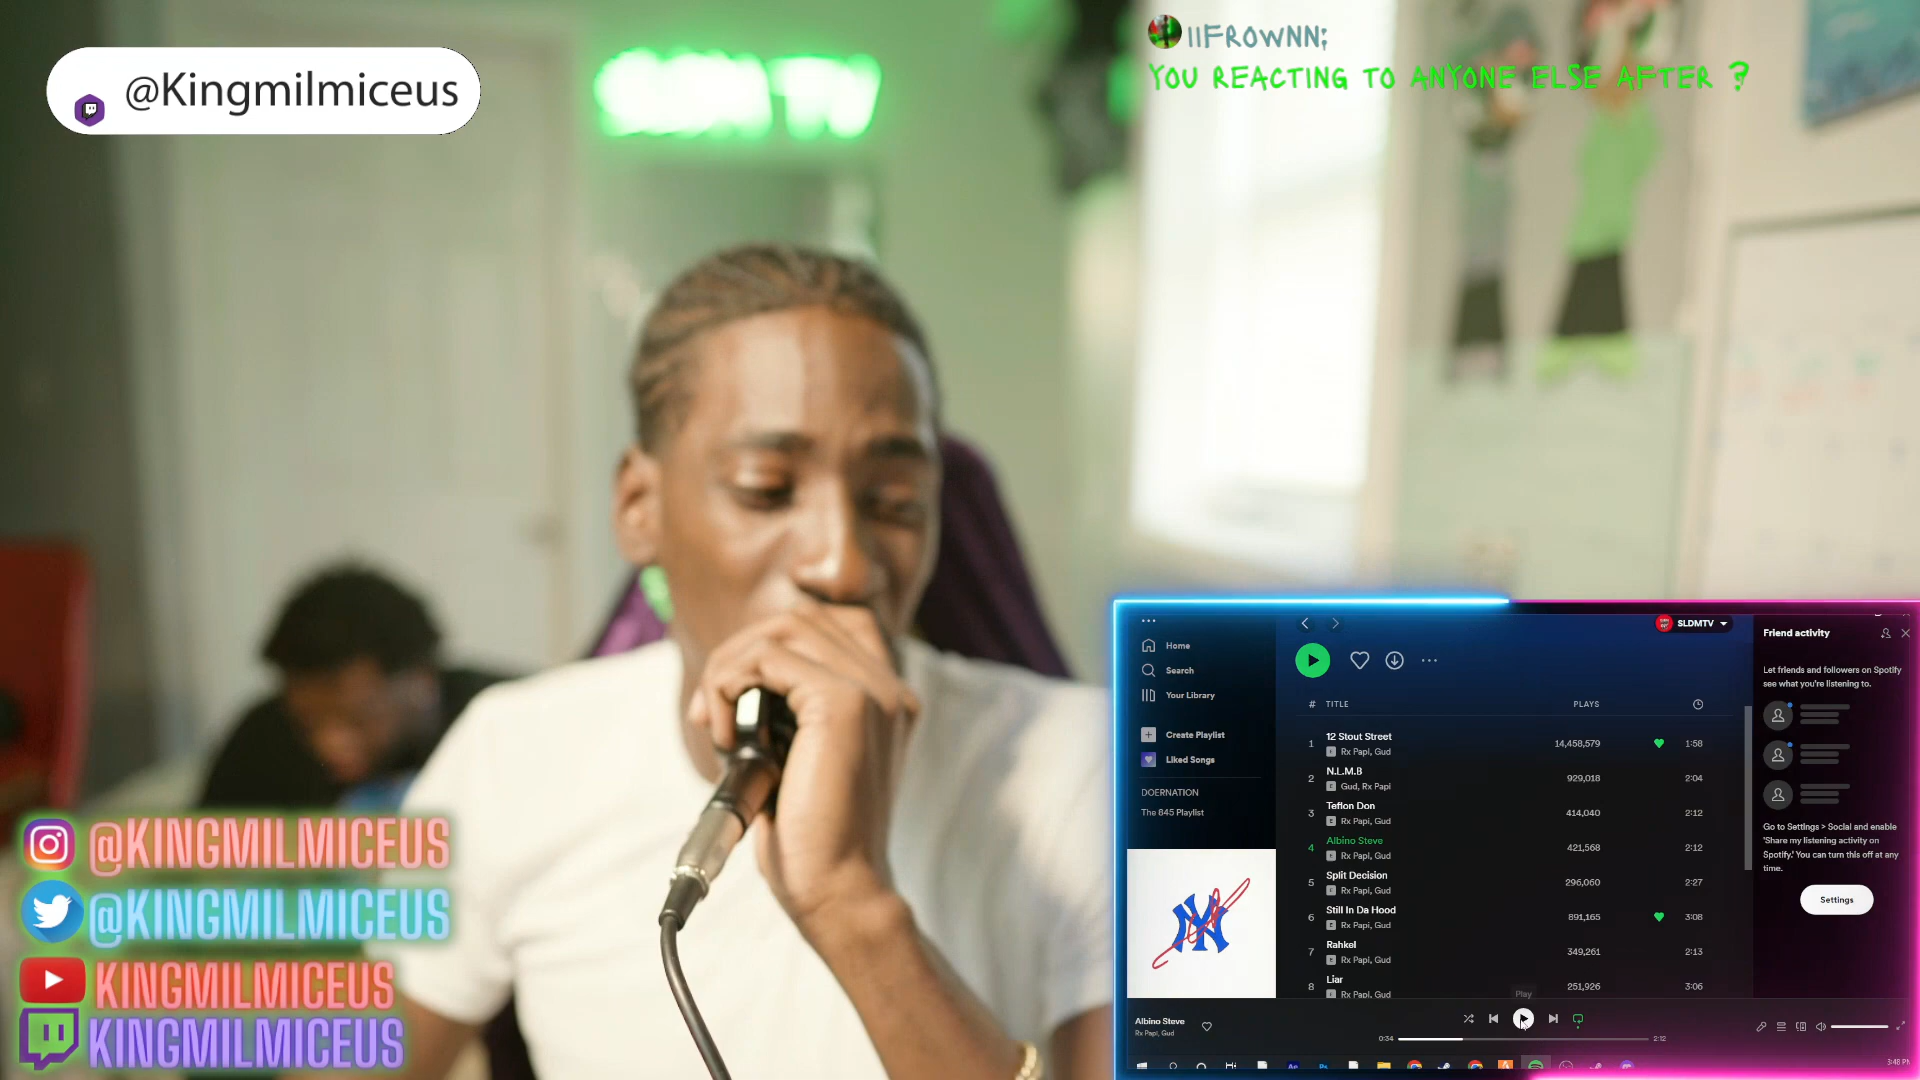 @Kingmilmiceus
IIFROWNN:
YOU REACTING TO ANYONE ELSE AFTER ?
TV
@KINGMILMICEUS
@KINGMILMICEUS
KINGMILMICEUS
KINGMILMICEUS
SLDMTV
Home
Search
Your Library
Create Playlist
Liked Songs
DOERNATION
The 845 Playlist
# TITLE PLAYS
1 12 Stout Street 14,458,579 1:58
E Rx Papi, Gud
2 N.L.M.B 929,018 2:04
E Gud, Rx Papi
3 Teflon Don 414,040 2:12
E Rx Papi, Gud
4 Albino Steve 421,568 2:12
E Rx Papi, Gud
5 Split Decision 296,060 2:27
E Rx Papi, Gud
6 Still In Da Hood 891,165 3:08
E Rx Papi, Gud
7 Rahkel 349,261 2:13
E Rx Papi, Gud
8 Liar 251,926 3:06
E Rx Papi, Gud
Friend activity
Let friends and followers on Spotify
see what you're listening to.
Go to Settings > Social and enable
'Share my listening activity on
Spotify.' You can turn this off at any
time.
Settings
NY
Play
Albino Steve
Rx Papi, Gud
0:34
2:12
3:48 PM